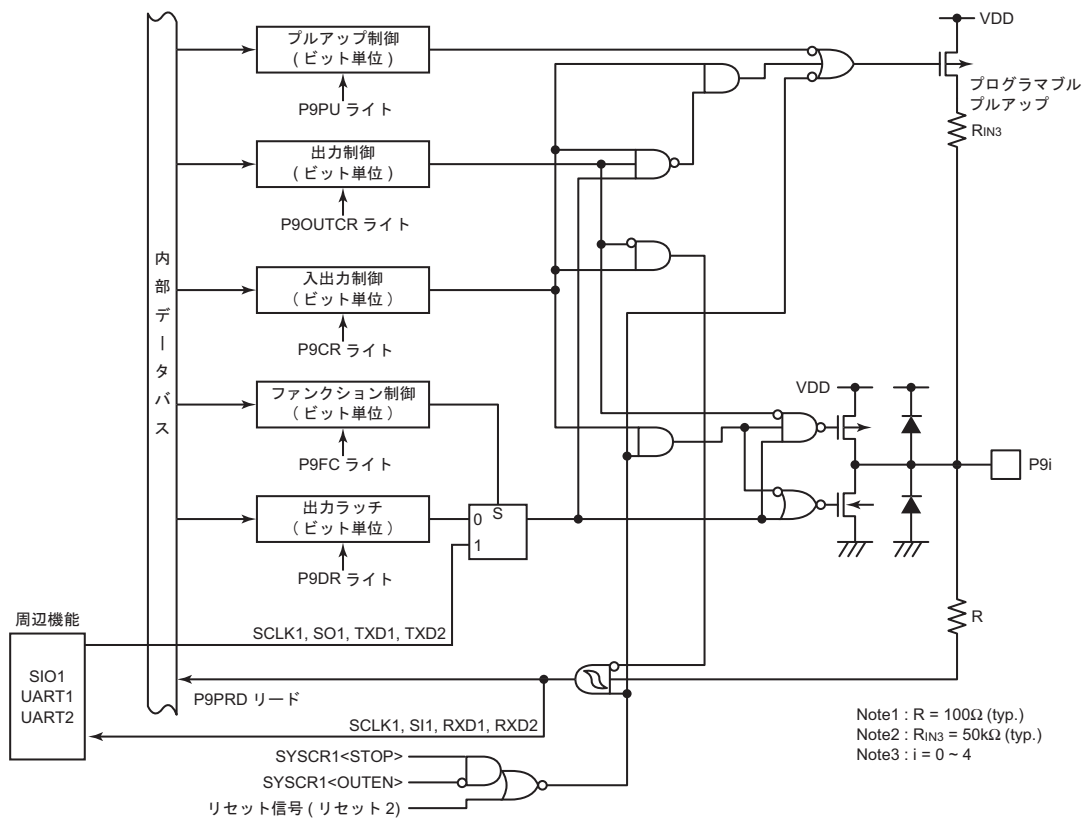 VDD
プルアップ制御
( ビット単位 )
プログラマブル
プルアップ
P9PU ライト
RIN3
出力制御
( ビット単位 )
P9OUTCR ライト
内部データバス
入出力制御
( ビット単位 )
P9CR ライト
VDD
ファンクション制御
( ビット単位 )
P9FC ライト
P9i
出力ラッチ
( ビット単位 )
S
0
1
P9DR ライト
周辺機能
SCLK1, SO1, TXD1, TXD2
R
SIO1
UART1
UART2
P9PRD リード
SCLK1, SI1, RXD1, RXD2
Note1 : R = 100Ω (typ.)
Note2 : RIN3 = 50kΩ (typ.)
Note3 : i = 0 ~ 4
SYSCR1<STOP>
SYSCR1<OUTEN>
リセット信号 ( リセット 2)